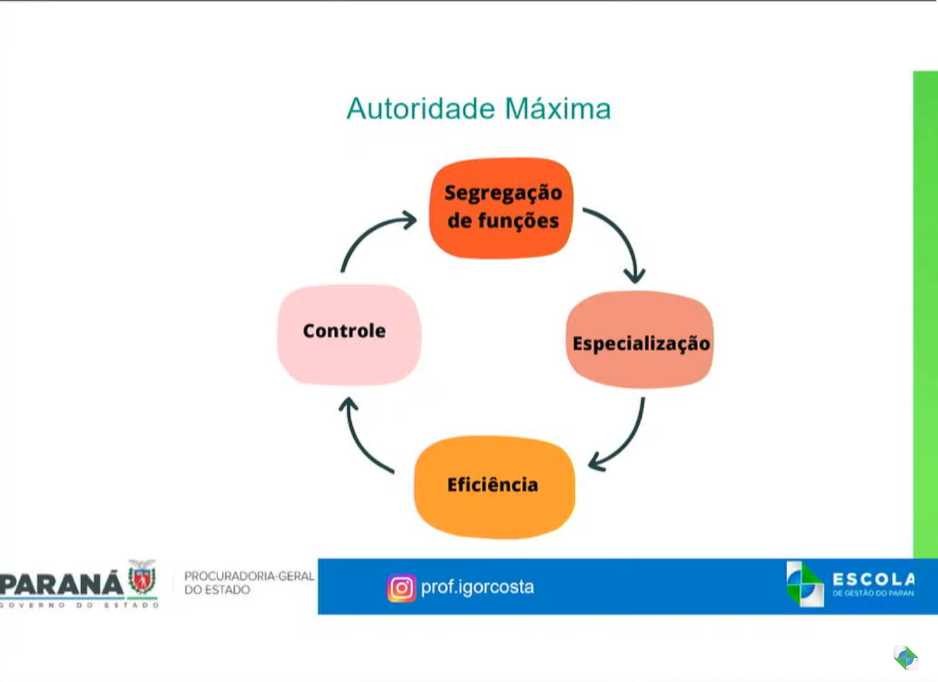 Autoridade Máxima
Segregação
de funções
Controle
Especialização
Eficiência
PARANÁ
GOVERNO DO ESTADO
PROCURADORIA-GERAL
DO ESTADO
prof.igorcosta
ESCOLA
DE GESTÃO DO PARAN